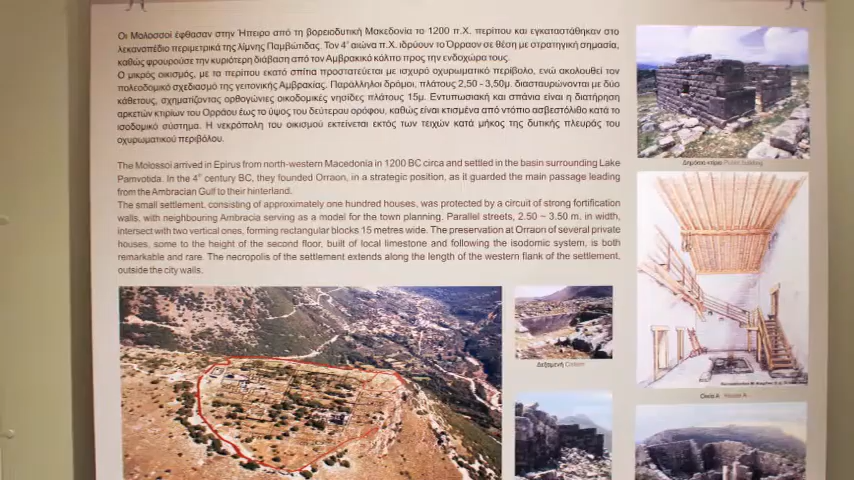 Οι Μολοσσοί έφθασαν στην Ήπειρο από τη βορειοδυτική Μακεδονία το 1200 π.Χ. περίπου και εγκαταστάθηκαν στο
λεκανοπέδιο περιμετρικά της λίμνης Παμβώτιδας. Τον 4ο αιώνα π.Χ. ιδρύουν το Όρραον σε θέση με στρατηγική σημασία,
καθώς φρουρούσε την κυριότερη διάβαση από τον Αμβρακικό κόλπο προς την ενδοχώρα τους.
Ο μικρός οικισμός, με τα περίπου εκατό σπίτια προστατεύεται με ισχυρό οχυρωματικό περίβολο, ενώ ακολουθεί τον
πολεοδομικό σχεδιασμό της γειτονικής Αμβρακίας. Παράλληλοι δρόμοι, πλάτους 2,50 - 3,50μ. διασταυρώνονται με δύο
κάθετους, σχηματίζοντας ορθογώνιες οικοδομικές νησίδες πλάτους 15μ. Εντυπωσιακή και σπάνια είναι η διατήρηση
αρκετών κτιρίων του Ορράου έως το ύψος του δεύτερου ορόφου, καθώς είναι κτισμένα από ντόπιο ασβεστόλιθο κατά το
ισοδομικό σύστημα. Η νεκρόπολη του οικισμού εκτείνεται εκτός των τειχών κατά μήκος της δυτικής πλευράς του
οχυρωματικού περιβόλου.
The Molossoi arrived in Epirus from north-western Macedonia in 1200 BC circa and settled in the basin surrounding Lake
Pamvotida. In the 4th century BC, they founded Orraon, in a strategic position, as it guarded the main passage leading
from the Ambracian Gulf to their hinterland.
The small settlement, consisting of approximately one hundred houses, was protected by a circuit of strong fortification
walls, with neighbouring Ambracia serving as a model for the town planning. Parallel streets, 2.50 ~ 3.50 m. in width,
intersect with two vertical ones, forming rectangular blocks 15 metres wide. The preservation at Orraon of several private
houses, some to the height of the second floor, built of local limestone and following the isodomic system, is both
remarkable and rare. The necropolis of the settlement extends along the length of the western flank of the settlement,
outside the city walls.
Δημόσιο κτίριο Public building
Δεξαμενή Cistern
Οικία Α House A